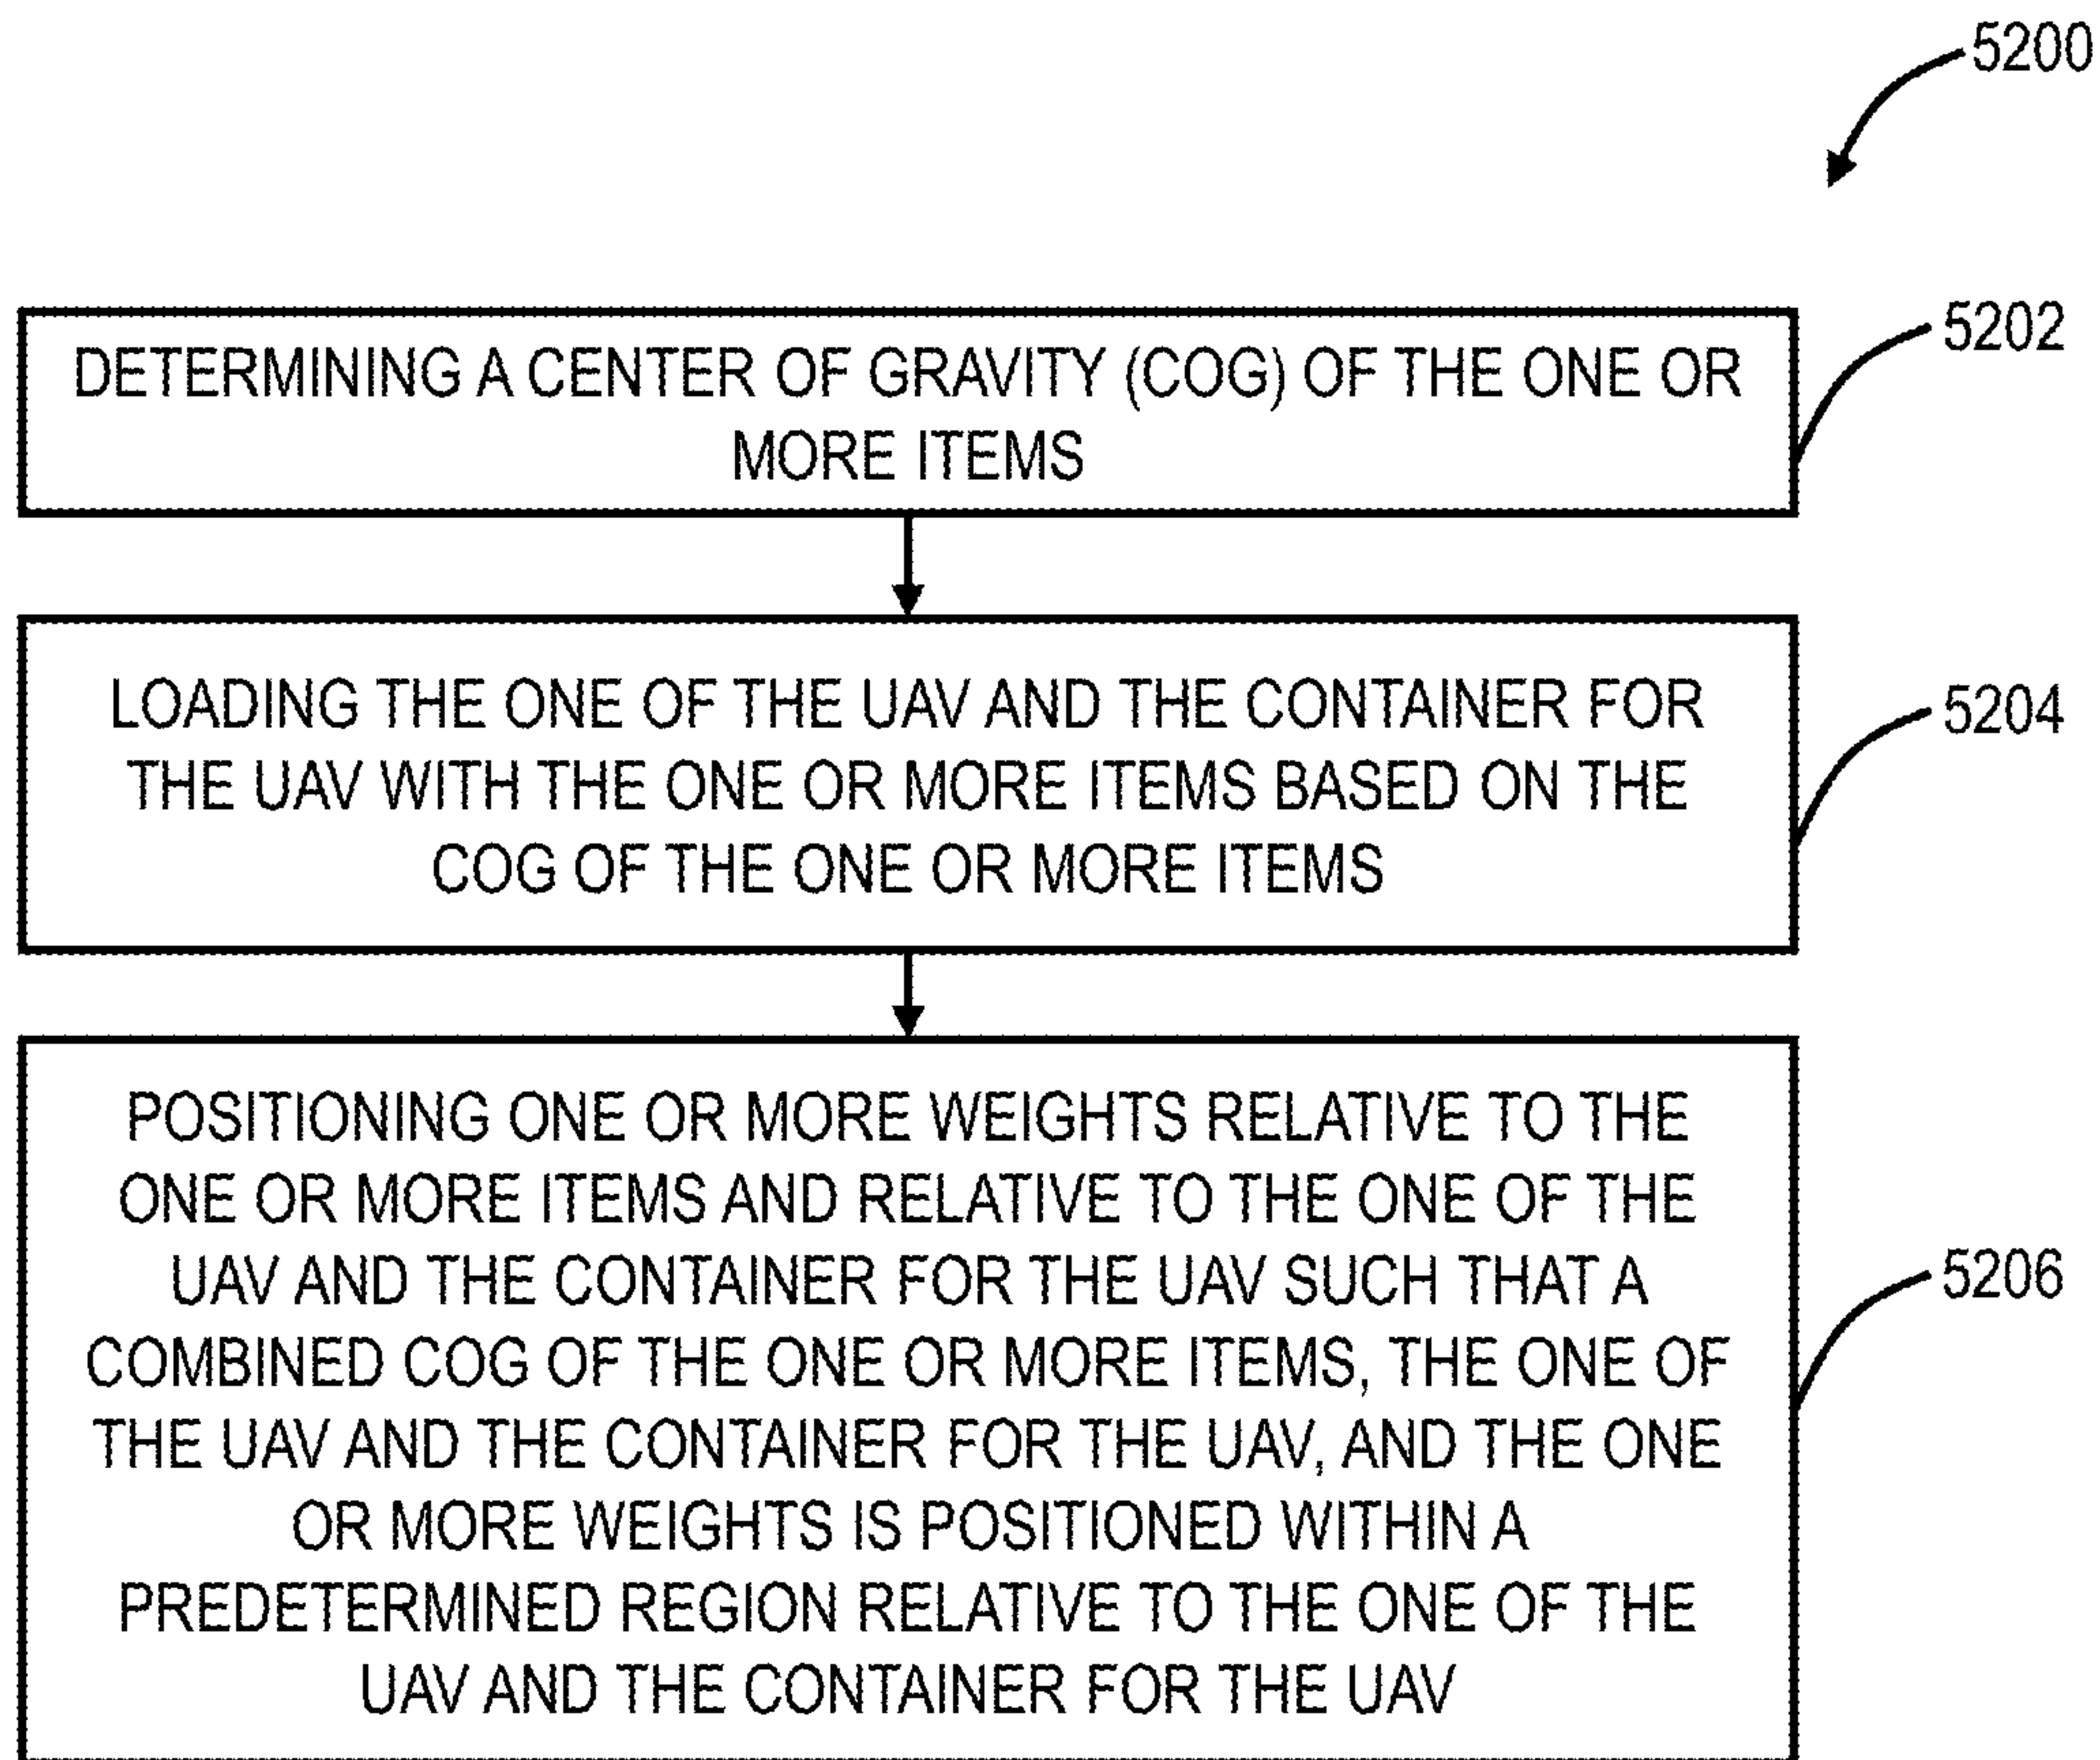 5200
5202
DETERMINING A CENTER OF GRAVITY (COG) OF THE ONE OR
MORE ITEMS
5204
LOADING THE ONE OF THE UAV AND THE CONTAINER FOR
THE UAV WITH THE ONE OR MORE ITEMS BASED ON THE
COG OF THE ONE OR MORE ITEMS
5206
POSITIONING ONE OR MORE WEIGHTS RELATIVE TO THE
ONE OR MORE ITEMS AND RELATIVE TO THE ONE OF THE
UAV AND THE CONTAINER FOR THE UAV SUCH THAT A
COMBINED COG OF THE ONE OR MORE ITEMS, THE ONE OF
THE UAV AND THE CONTAINER FOR THE UAV, AND THE ONE
OR MORE WEIGHTS IS POSITIONED WITHIN A
PREDETERMINED REGION RELATIVE TO THE ONE OF THE
UAV AND THE CONTAINER FOR THE UAV